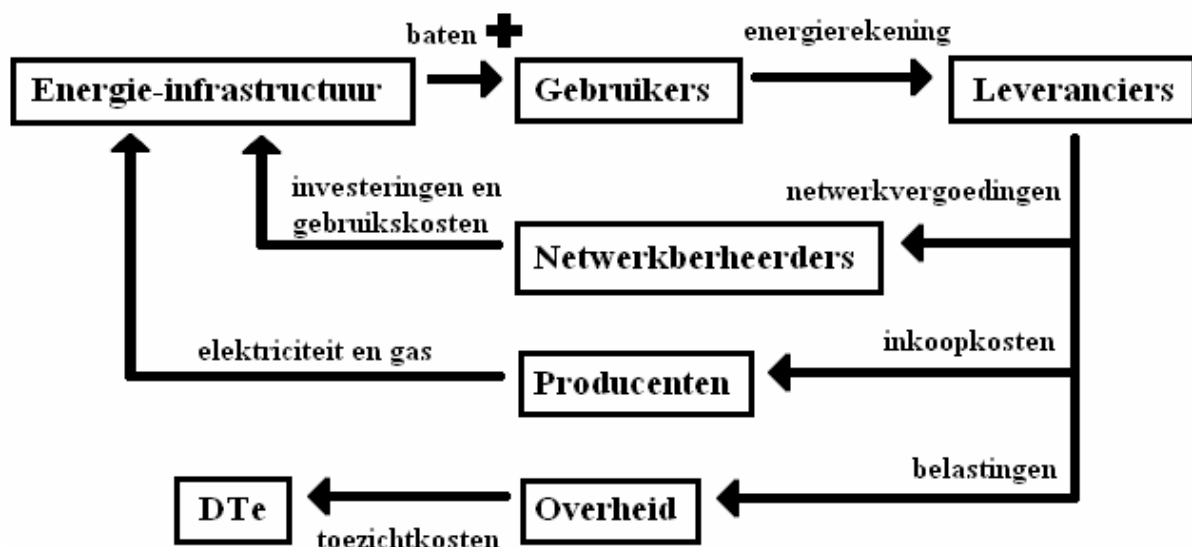 baten
energierekening
Energie-infrastructuur
Gebruikers
Leveranciers
investeringen en
gebruikskosten
netwerkvergoedingen
Netwerkberheerders
elektriciteit en gas
inkoopkosten
Producenten
belastingen
DTe
Overheid
toezichtkosten